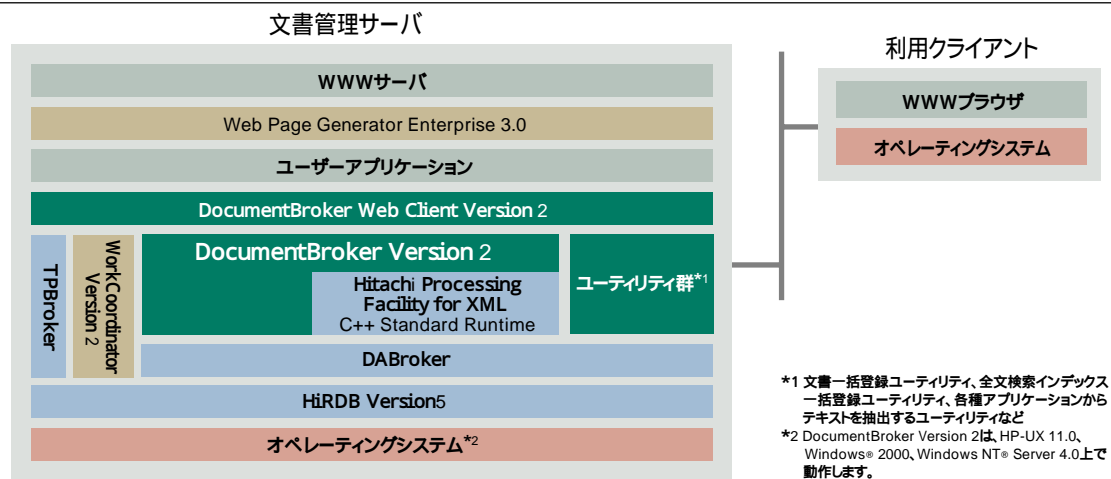 文書管理サーバ
WWWサーバ
Web Page Generator Enterprise 3.0
ユーザーアプリケーション
DocumentBroker Web Client Version 2
TPBroker
WorkCoordinator
Version 2
DocumentBroker Version 2
Hitachi Processing
Facility for XML
C++ Standard Runtime
ユーティリティ群*1
DABroker
HiRDB Version5
オペレーティングシステム*2
利用クライアント
WWWブラウザ
オペレーティングシステム
*1 文書一括登録ユーティリティ、全文検索インデックス
一括登録ユーティリティ、各種アプリケーションから
テキストを抽出するユーティリティなど
*2 DocumentBroker Version 2は、HP-UX 11.0、
Windows® 2000、Windows NT® Server 4.0上で
動作します。